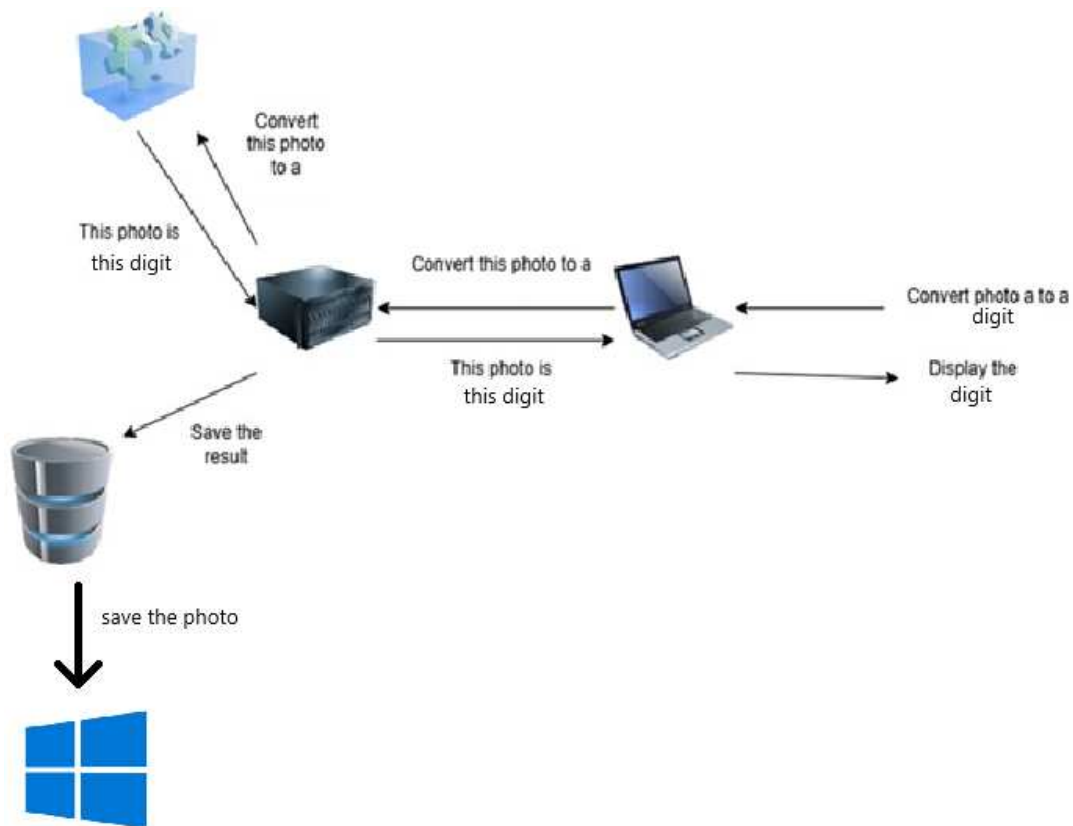 Convert
this photo
to a
This photo is
this digit
Convert this photo to a
Convert photo a to a
digit
This photo is
this digit
Display the
digit
Save the
result
save the photo